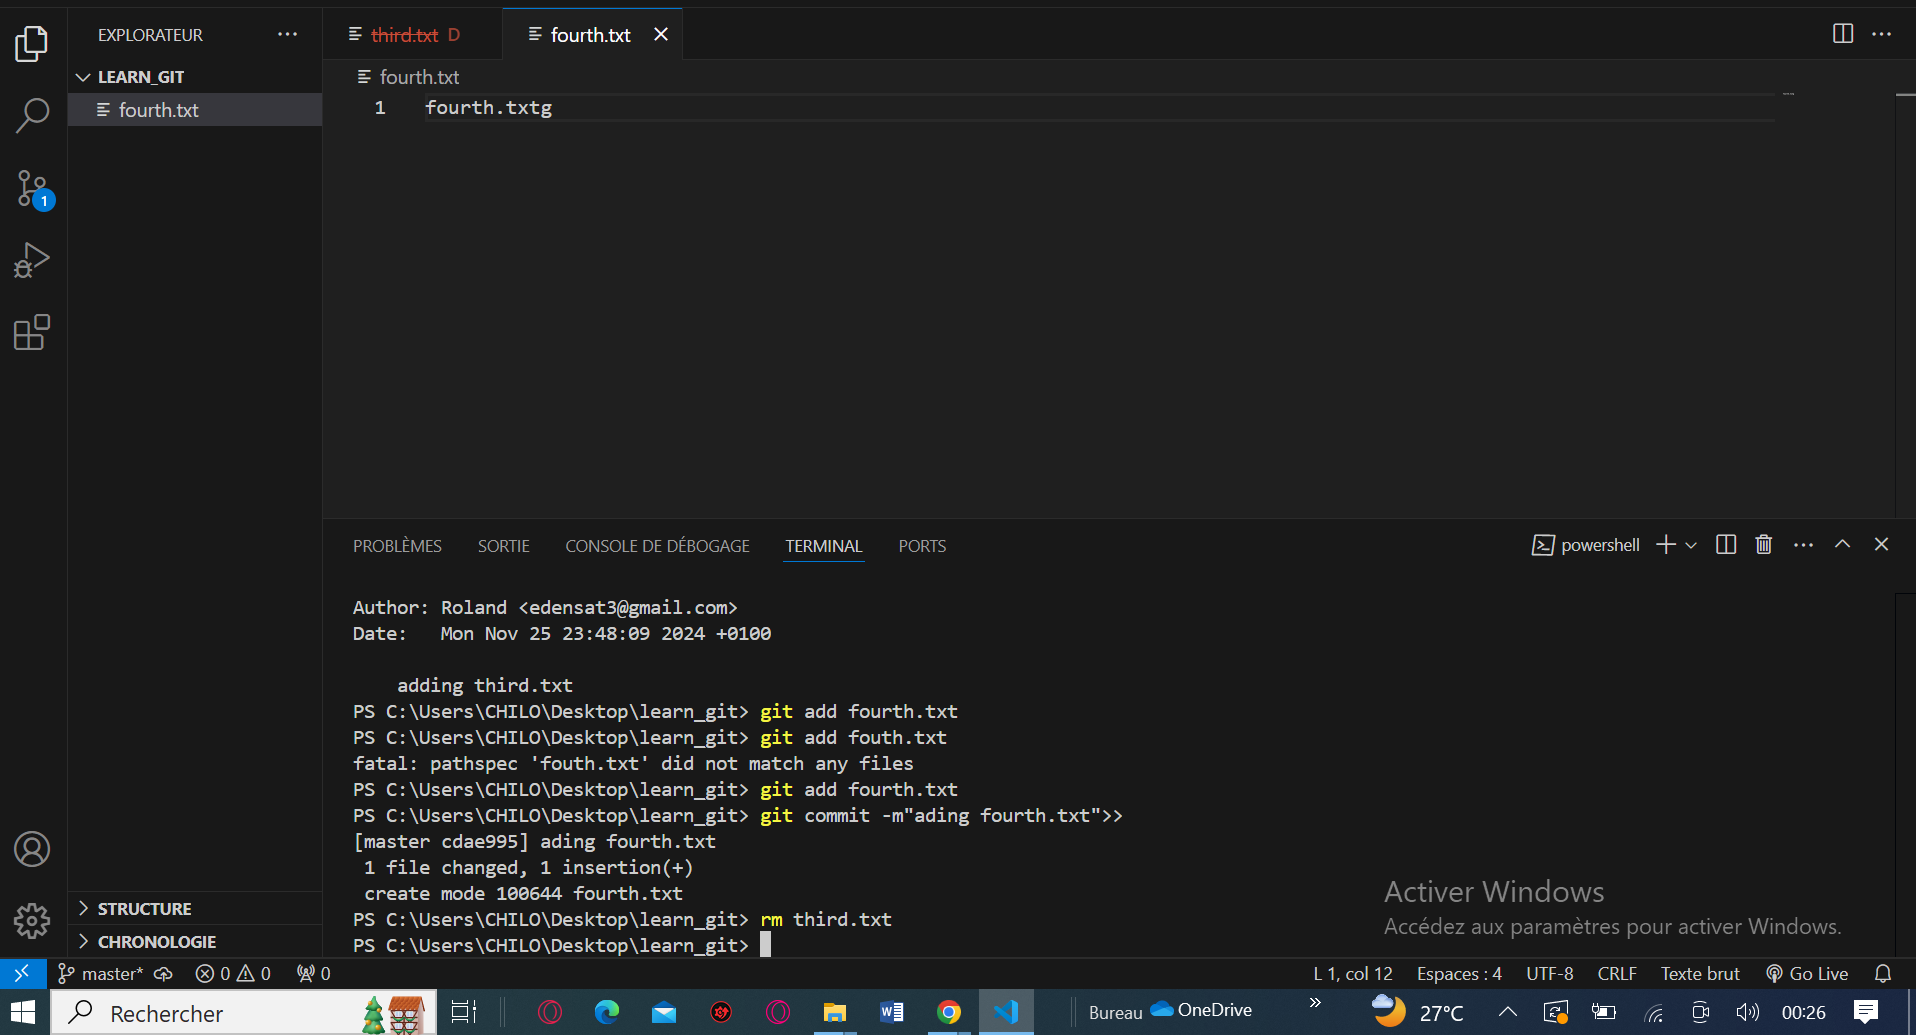 EXPLORATEUR
LEARN_GIT
fourth.txt
third.txt D
fourth.txt
fourth.txt
1 fourth.txtg
1
PROBLÈMES SORTIE CONSOLE DE DÉBOGAGE TERMINAL PORTS
powershell
Author: Roland <edensat3@gmail.com>
Date:   Mon Nov 25 23:48:09 2024 +0100
adding third.txt
PS C:\Users\CHILO\Desktop\learn_git> git add fourth.txt
PS C:\Users\CHILO\Desktop\learn_git> git add fouth.txt
fatal: pathspec 'fouth.txt' did not match any files
PS C:\Users\CHILO\Desktop\learn_git> git add fourth.txt
PS C:\Users\CHILO\Desktop\learn_git> git commit -m"ading fourth.txt">>
[master cdae995] ading fourth.txt
1 file changed, 1 insertion(+)
create mode 100644 fourth.txt
PS C:\Users\CHILO\Desktop\learn_git> rm third.txt
PS C:\Users\CHILO\Desktop\learn_git>
STRUCTURE
CHRONOLOGIE
Activer Windows
Accédez aux paramètres pour activer Windows.
master* 0 0 0
L 1, col 12 Espaces : 4 UTF-8 CRLF Texte brut Go Live
Rechercher
Bureau OneDrive
27°C
00:26